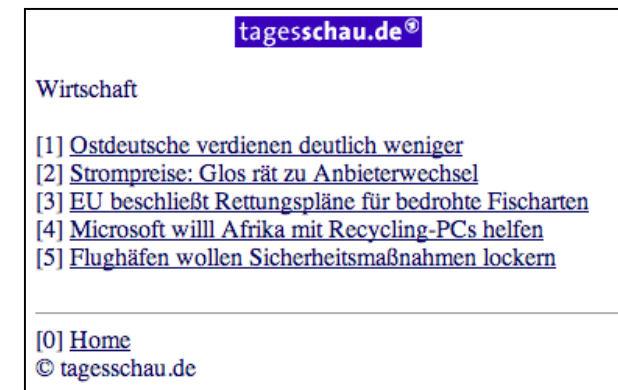 tagesschau.de
Wirtschaft
[1] Ostdeutsche verdienen deutlich weniger
[2] Strompreise: Glos rät zu Anbieterwechsel
[3] EU beschließt Rettungspläne für bedrohte Fischarten
[4] Microsoft willl Afrika mit Recycling-PCs helfen
[5] Flughäfen wollen Sicherheitsmaßnahmen lockern
[0] Home
© tagesschau.de